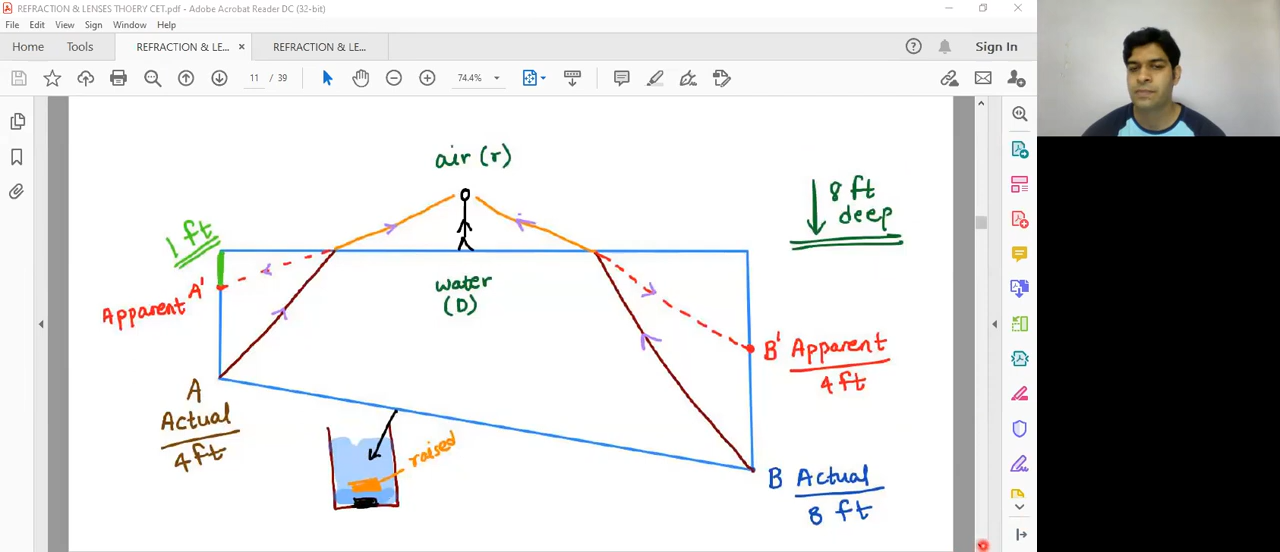 REFRACTION & LENSES THOERY CET.pdf - Adobe Acrobat Reader DC (32-bit)
File Edit View Sign Window Help
Home Tools REFRACTION & LE... × REFRACTION & LE... Sign In
11 / 39 74.4%
air (r)
8 ft
deep
1 ft
water
(D)
Apparent A'
B' Apparent
4 ft
A
Actual
4 ft
raised
B Actual
8 ft